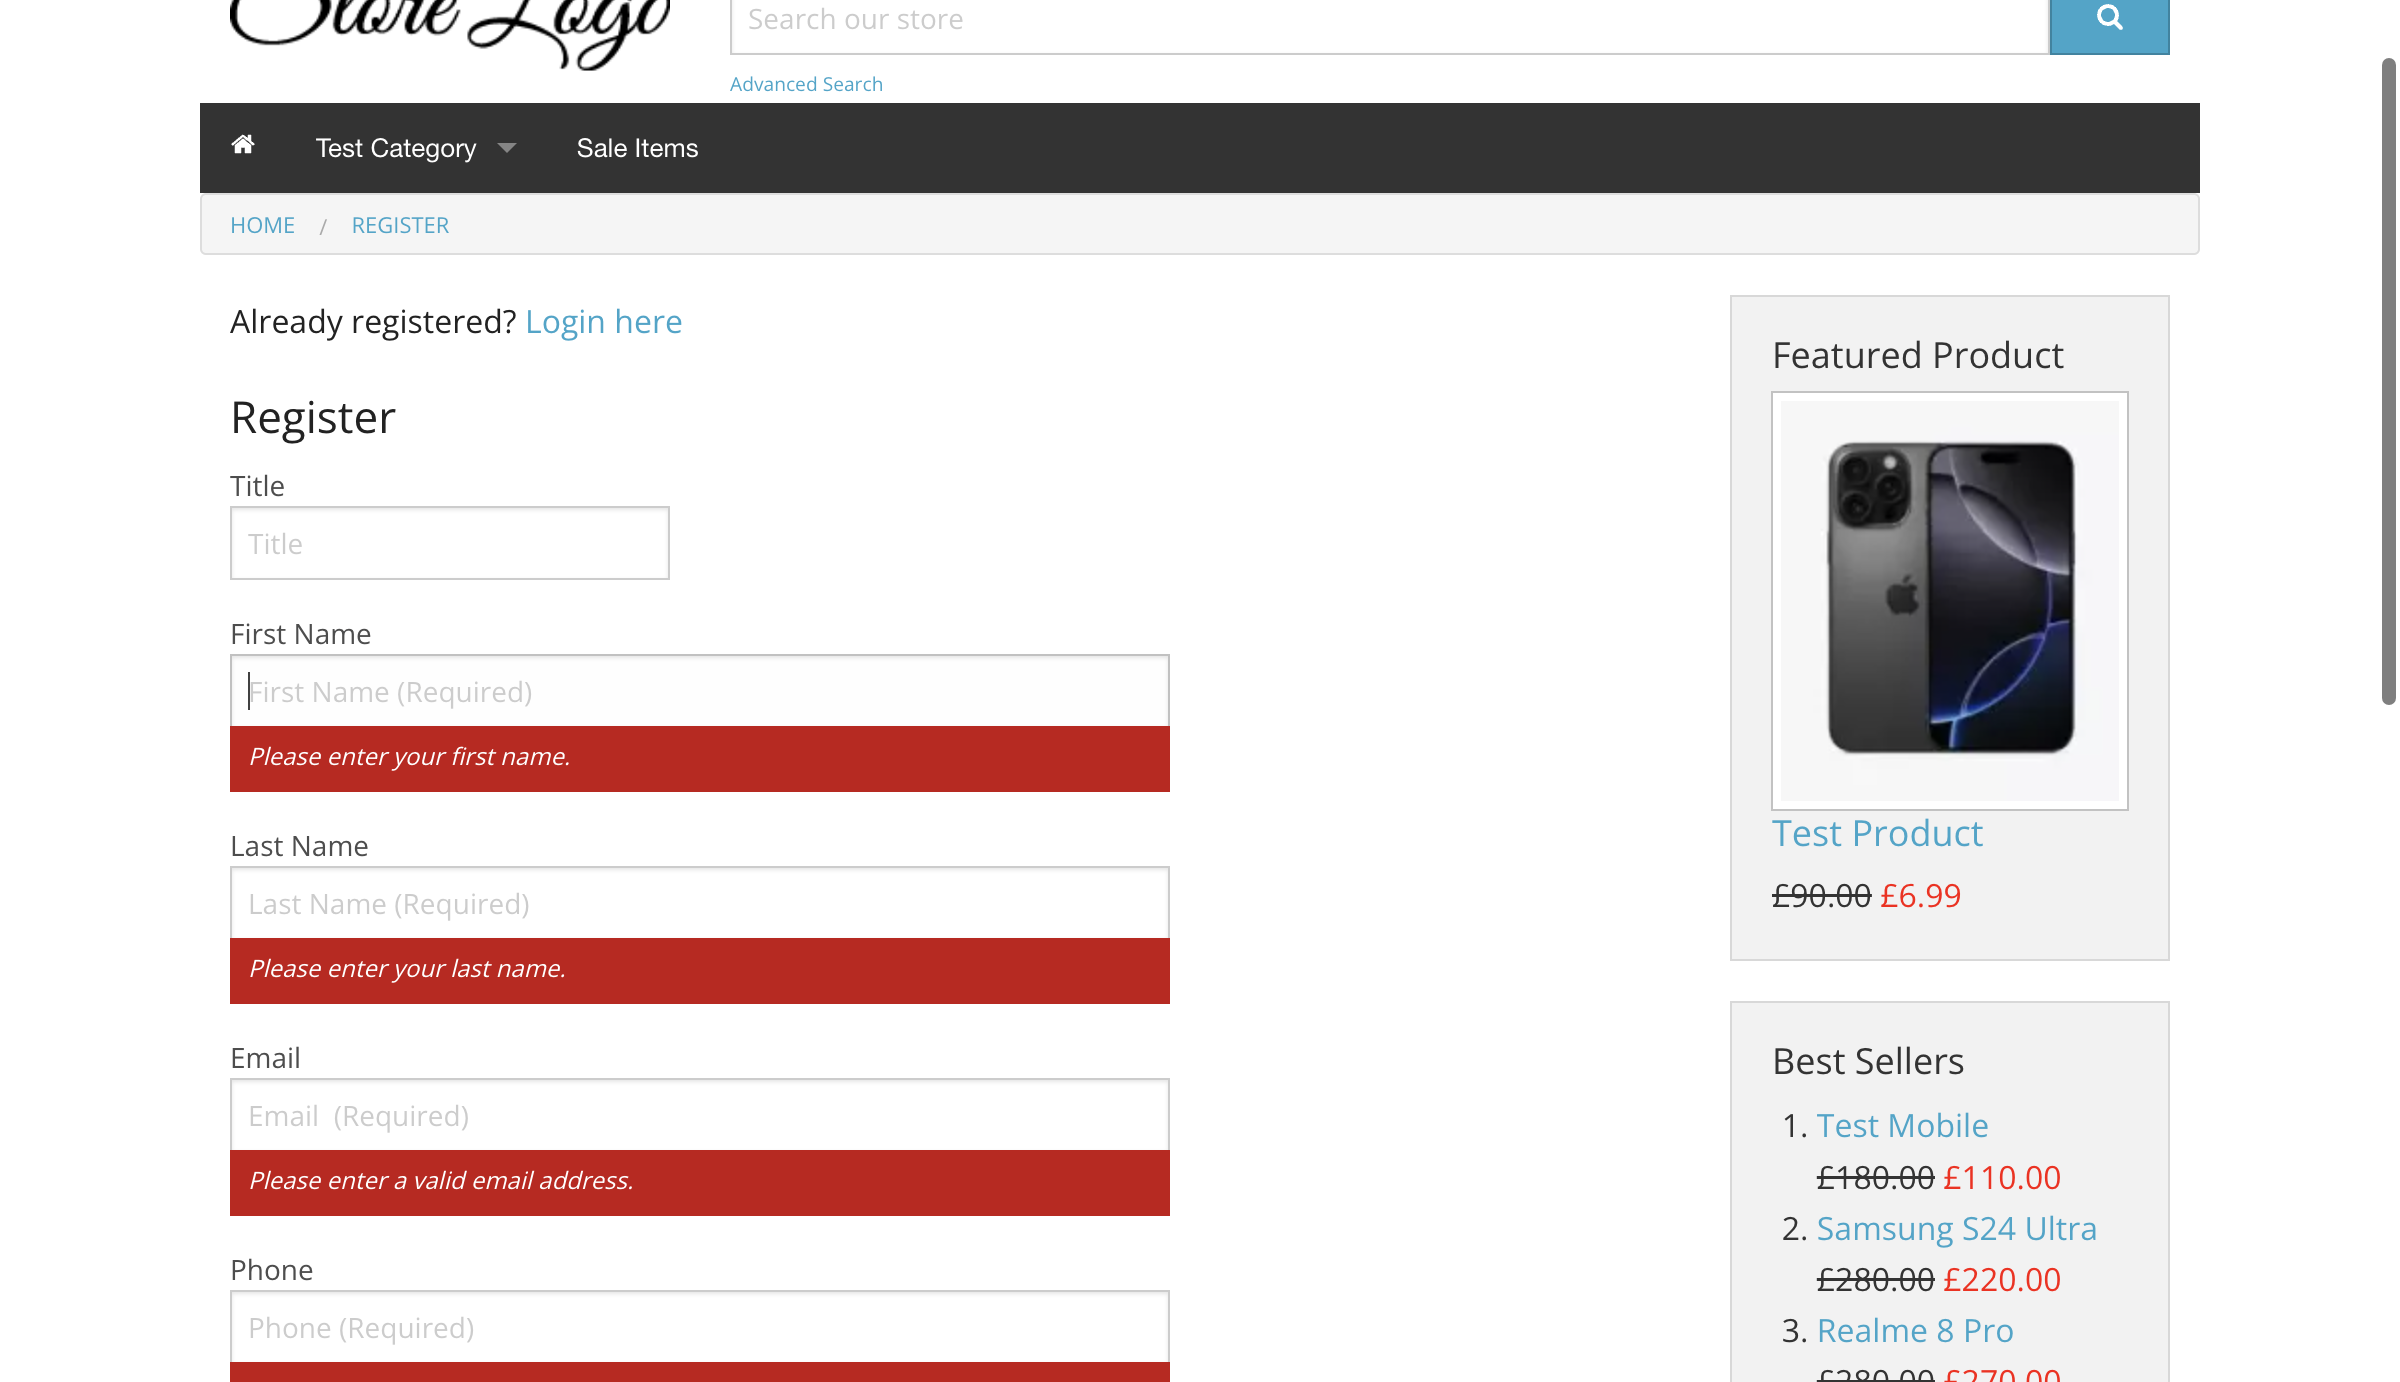 Store Logo
Search our store
Advanced Search
Test Category
Sale Items
HOME / REGISTER
Already registered? Login here
Register
Title
Title
First Name
First Name (Required)
Please enter your first name.
Last Name
Last Name (Required)
Please enter your last name.
Email
Email  (Required)
Please enter a valid email address.
Phone
Phone (Required)
Featured Product
Test Product
£90.00 £6.99
Best Sellers
1. Test Mobile
£180.00 £110.00
2. Samsung S24 Ultra
£280.00 £220.00
3. Realme 8 Pro
£280.00 £270.00